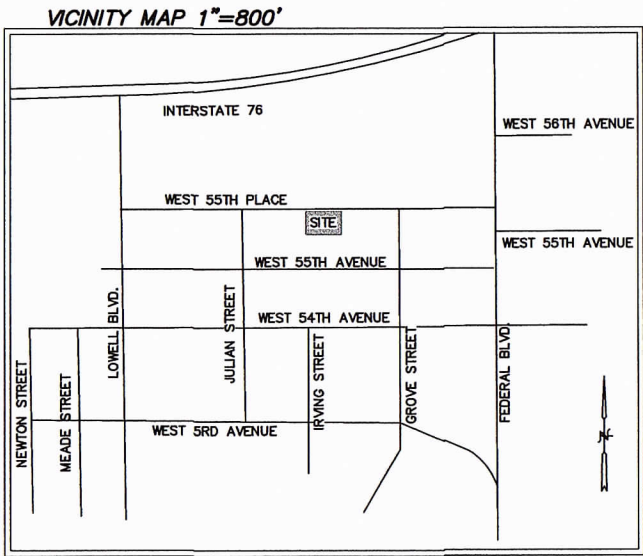 VICINITY MAP 1"=800'
INTERSTATE 76
WEST 56TH AVENUE
WEST 55TH PLACE
SITE
WEST 55TH AVENUE
WEST 55TH AVENUE
WEST 54TH AVENUE
NEWTON STREET
MEADE STREET
LOWELL BLVD.
JULIAN STREET
IRVING STREET
GROVE STREET
FEDERAL BLVD.
WEST 5RD AVENUE
N